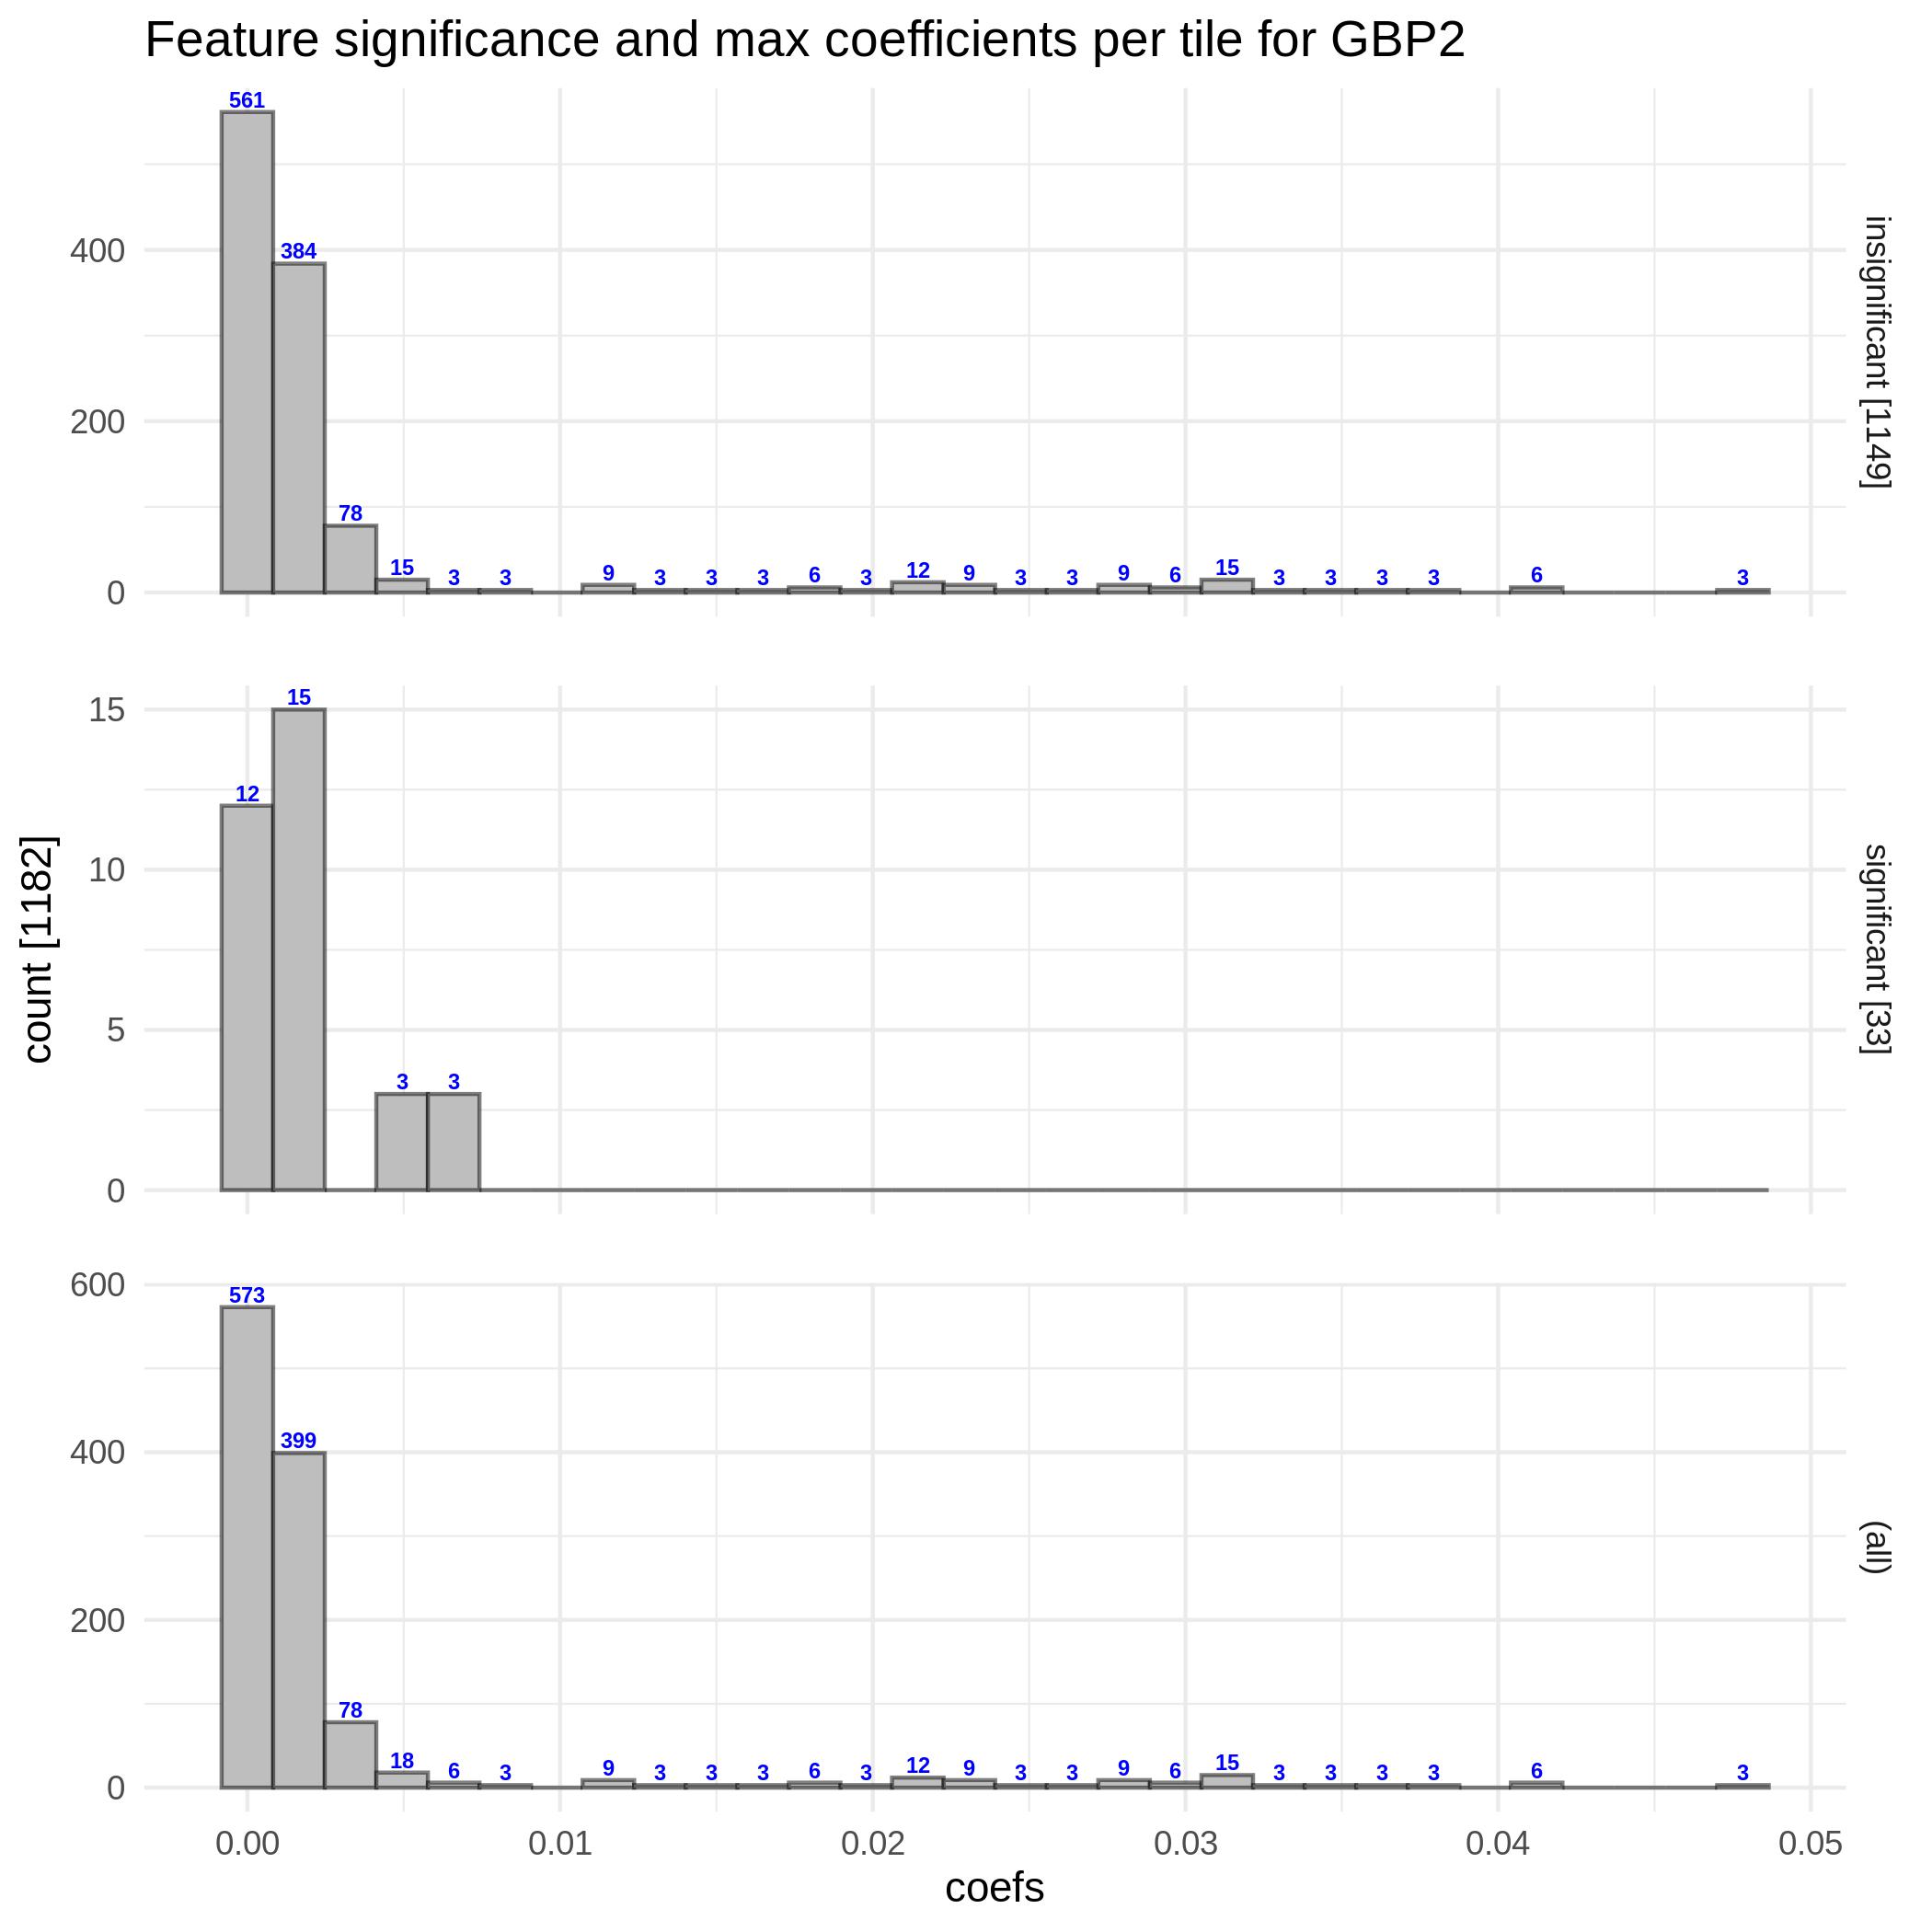 Feature significance and max coefficients per tile for GBP2
561
384
78
15 3 3 9 3 3 3 6 3 12 9 3 3 9 6 15 3 3 3 3 6 3
400
200
0
insignificant [1149]
15
12
3 3
15
10
5
0
significant [33]
count [1182]
573
399
78
18 6 3 9 3 3 3 6 3 12 9 3 3 9 6 15 3 3 3 3 6 3
600
400
200
0
(all)
0.00 0.01 0.02 0.03 0.04 0.05
coefs